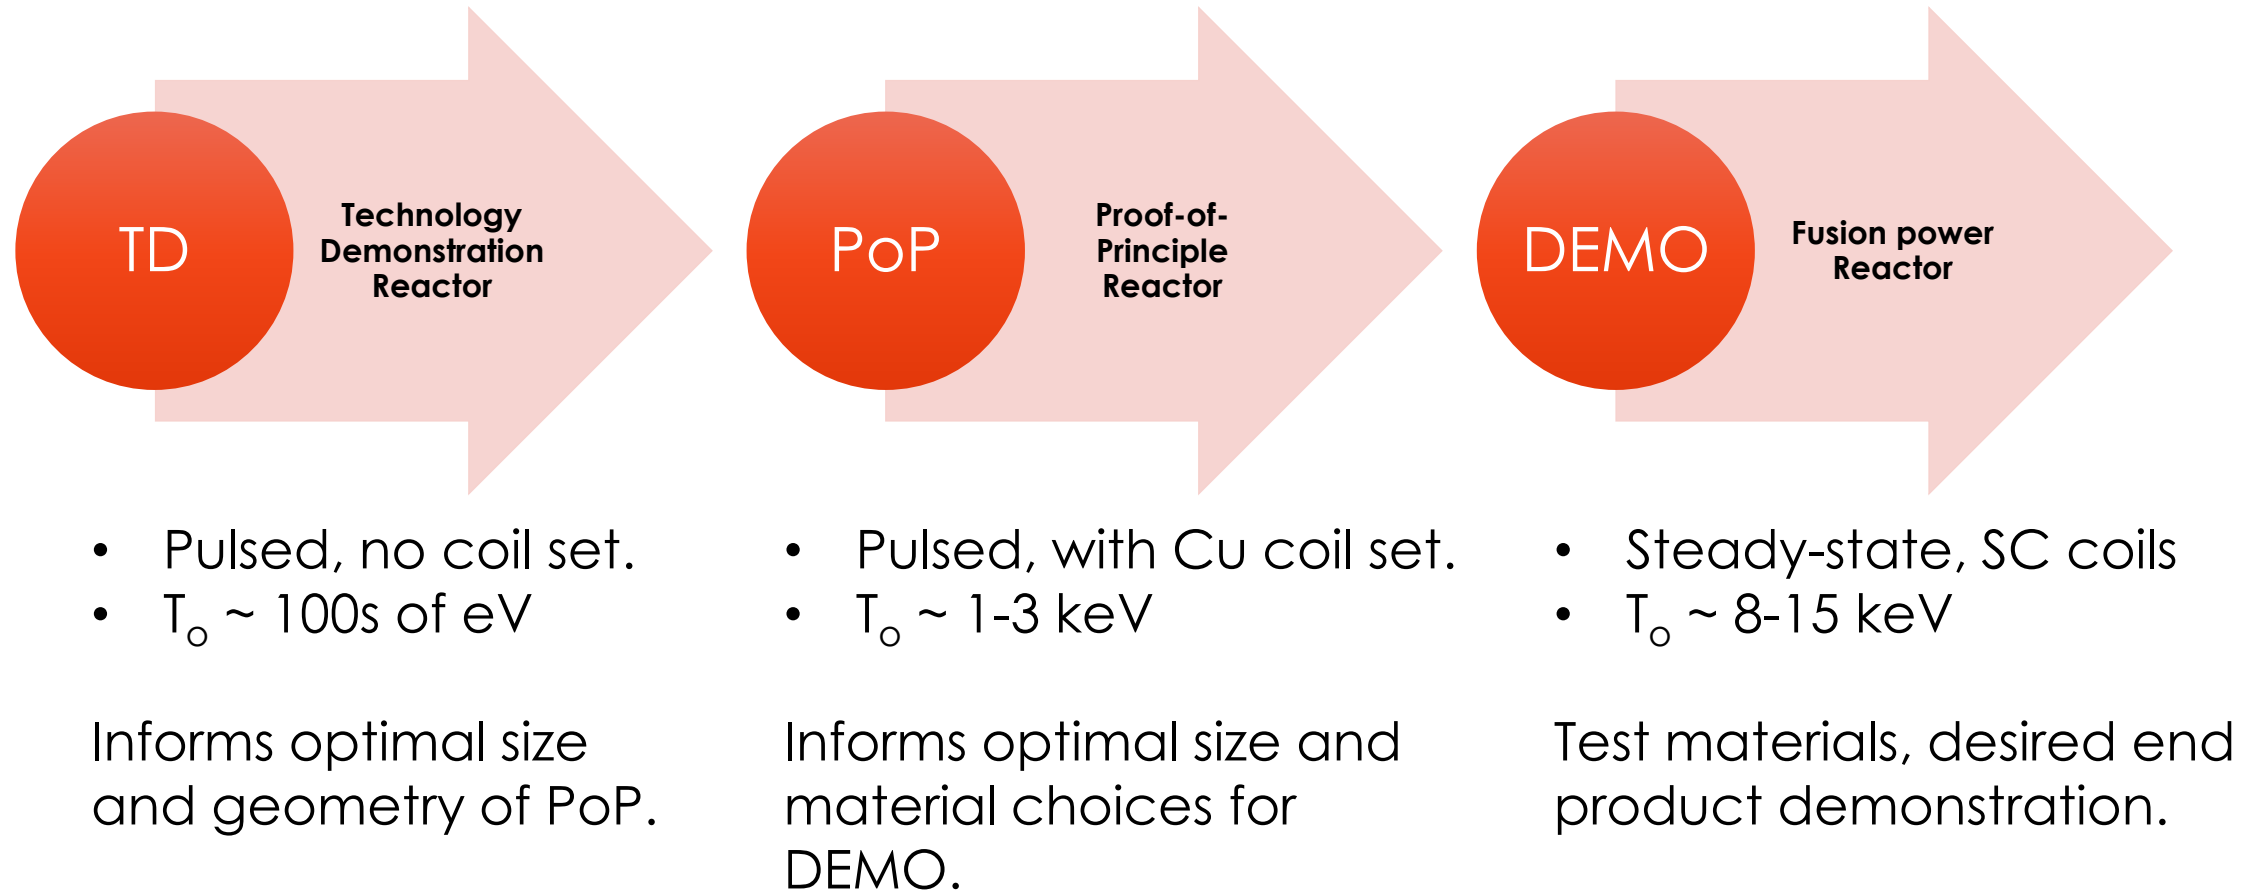 TD
Technology
Demonstration
Reactor
PoP
Proof-of-
Principle
Reactor
DEMO
Fusion power
Reactor
• Pulsed, no coil set.
• To ~ 100s of eV
Informs optimal size
and geometry of PoP.
• Pulsed, with Cu coil set.
• To ~ 1-3 keV
Informs optimal size and
material choices for
DEMO.
• Steady-state, SC coils
• To ~ 8-15 keV
Test materials, desired end
product demonstration.